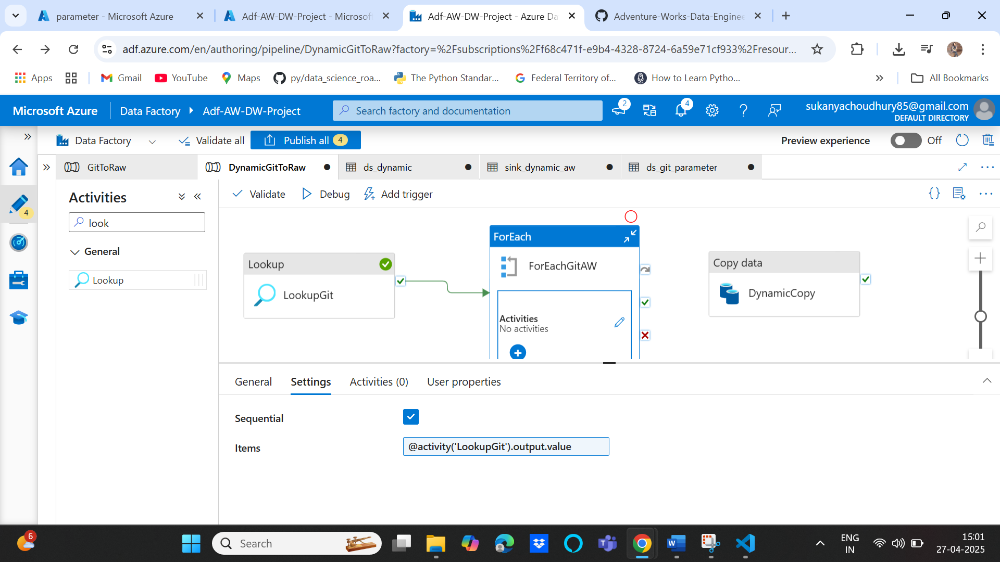 parameter - Microsoft Azure
Adf-AW-DW-Project - Microsoft
Adf-AW-DW-Project - Azure Da
Adventure-Works-Data-Enginee
adf.azure.com/en/authoring/pipeline/DynamicGitToRaw?factory=%2Fsubscriptions%2Ff68c471f-e9b4-4328-8724-6a59e71cf933%2Fresour...
Apps
Gmail
YouTube
Maps
py/data_science_roa...
The Python Standar...
Federal Territory of...
How to Learn Pytho...
All Bookmarks
Microsoft Azure
Data Factory
Adf-AW-DW-Project
Search factory and documentation
2
4
sukanyachoudhury85@gmail.com
DEFAULT DIRECTORY
Data Factory
Validate all
Publish all 4
Preview experience
Off
GitToRaw
DynamicGitToRaw
ds_dynamic
sink_dynamic_aw
ds_git_parameter
4
Activities
look
General
Lookup
Validate
Debug
Add trigger
Lookup
LookupGit
ForEach
ForEachGitAW
Activities
No activities
Copy data
DynamicCopy
General
Settings
Activities (0)
User properties
Sequential
Items
@activity('LookupGit').output.value
6
Search
ENG
IN
15:01
27-04-2025